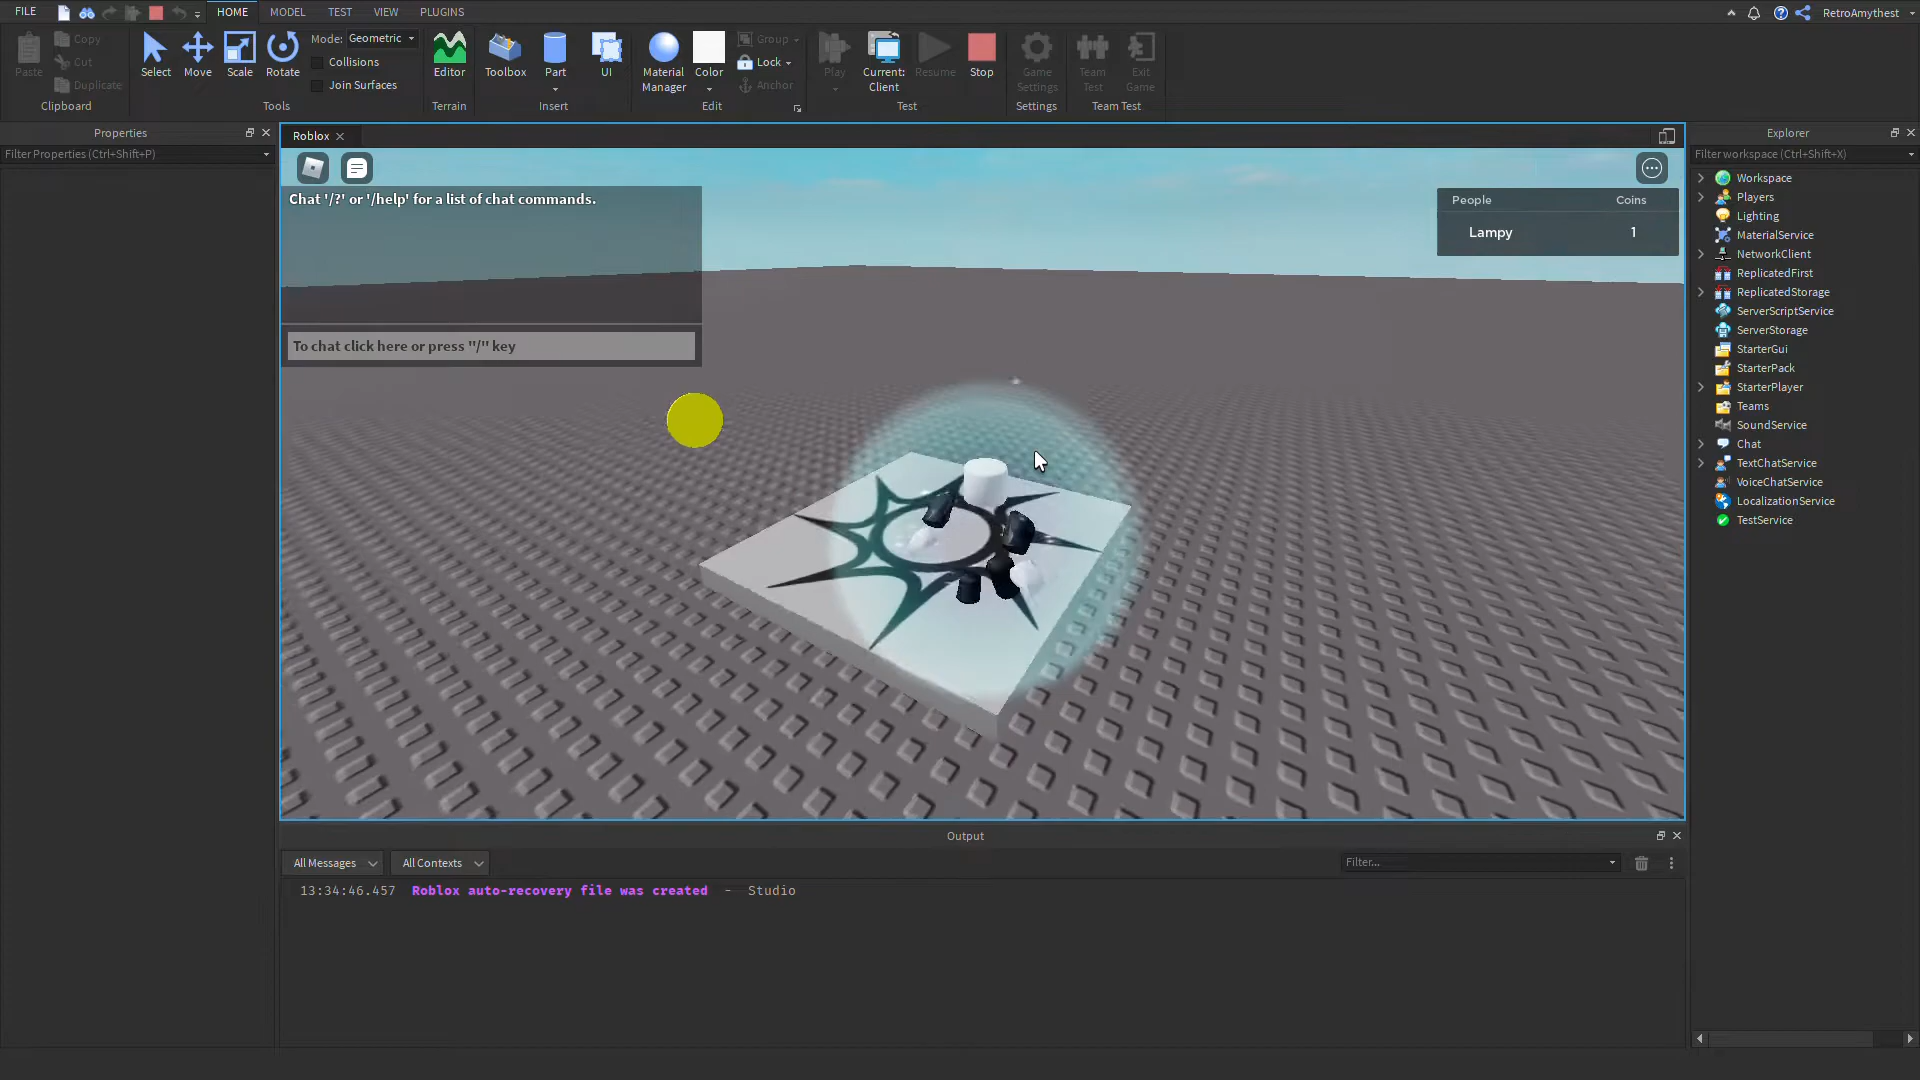 FILE
HOME
MODEL
TEST
VIEW
PLUGINS
RetroAmythest
Paste
Copy
Cut
Duplicate
Clipboard
Select
Move
Scale
Rotate
Mode: Geometric
Collisions
Join Surfaces
Tools
Editor
Terrain
Toolbox
Part
UI
Insert
Material
Manager
Color
Group
Lock
Anchor
Edit
Play
Current:
Client
Resume
Stop
Test
Game
Settings
Settings
Team
Test
Exit
Game
Team Test
Properties
Filter Properties (Ctrl+Shift+P)
Roblox
Chat '/?' or '/help' for a list of chat commands.
To chat click here or press "/" key
People Coins
Lampy 1
Explorer
Filter workspace (Ctrl+Shift+X)
Workspace
Players
Lighting
MaterialService
NetworkClient
ReplicatedFirst
ReplicatedStorage
ServerScriptService
ServerStorage
StarterGui
StarterPack
StarterPlayer
Teams
SoundService
Chat
TextChatService
VoiceChatService
LocalizationService
TestService
Output
All Messages
All Contexts
Filter...
13:34:46.457 Roblox auto-recovery file was created - Studio